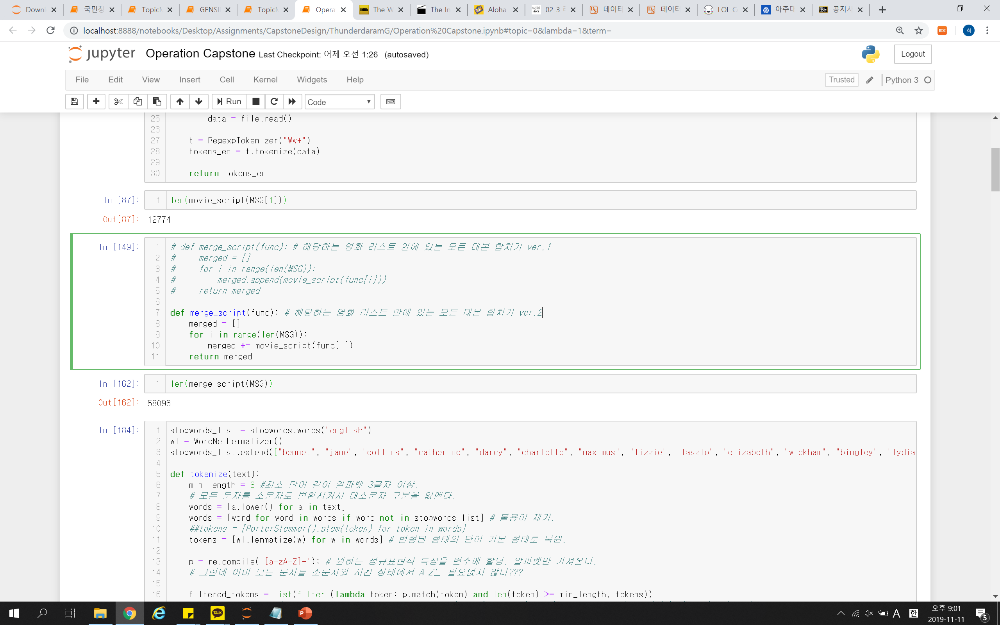 Downl
국민청
TopicM
GENSI
TopicM
Opera
IMDb The W
The In
Aloha
wiki docs 02-3 리
DS 데이터
DS 데이터
LOL C
아주대
Bb 공지사
localhost:8888/notebooks/Desktop/Assignments/CapstoneDesign/ThunderdaramG/Operation%20Capstone.ipynb#topic=0&lambda=1&term=
EX
희
jupyter Operation Capstone Last Checkpoint: 어제 오전 1:26 (autosaved)
Logout
File Edit View Insert Cell Kernel Widgets Help
Trusted Python 3
Run Code
25 data = file.read()
26
27 t = RegexpTokenizer("₩w+")
28 tokens_en = t.tokenize(data)
29
30 return tokens_en
In [87]: 1 len(movie_script(MSG[1]))
Out[87]: 12774
In [149]: 1 # def merge_script(func): # 해당하는 영화 리스트 안에 있는 모든 대본 합치기 ver.1
2 # merged = []
3 # for i in range(len(MSG)):
4 # merged.append(movie_script(func[i]))
5 # return merged
6
7 def merge_script(func): # 해당하는 영화 리스트 안에 있는 모든 대본 합치기 ver.2
8 merged = []
9 for i in range(len(MSG)):
10 merged += movie_script(func[i])
11 return merged
In [162]: 1 len(merge_script(MSG))
Out[162]: 58096
In [184]: 1 stopwords_list = stopwords.words("english")
2 wl = WordNetLemmatizer()
3 stopwords_list.extend(["bennet", "jane", "collins", "catherine", "darcy", "charlotte", "maximus", "lizzie", "laszlo", "elizabeth", "wickham", "bingley", "lydia
4
5 def tokenize(text):
6 min_length = 3 #최소 단어 길이 알파벳 3글자 이상.
7 # 모든 문자를 소문자로 변환시켜서 대소문자 구분을 없앤다.
8 words = [a.lower() for a in text]
9 words = [word for word in words if word not in stopwords_list] # 불용어 제거.
10 ##tokens = [PorterStemmer().stem(token) for token in words]
11 tokens = [wl.lemmatize(w) for w in words] # 변형된 형태의 단어 기본 형태로 복원.
12
13 p = re.compile('[a-zA-Z]+'); # 원하는 정규표현식 특징을 변수에 할당. 알파벳만 가져온다.
14 # 그런데 이미 모든 문자를 소문자와 시킨 상태에서 A-Z는 필요없지 않나???
15
16 filtered_tokens = list(filter (lambda token: p.match(token) and len(token) >= min_length, tokens))
TALK
P
A 한
오후 9:01
2019-11-11
5